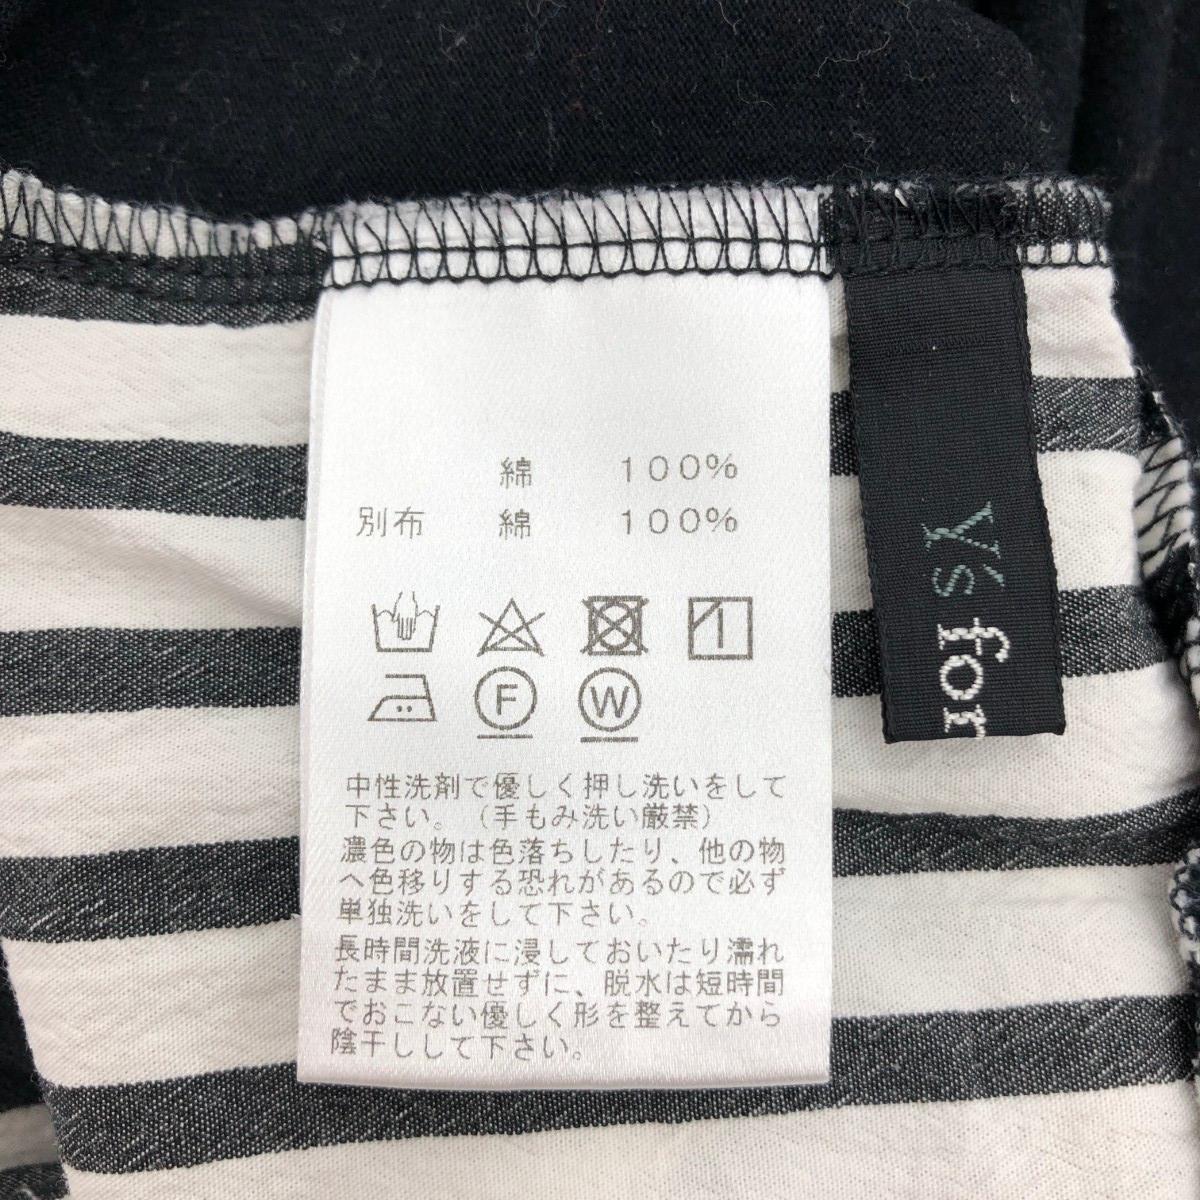 綿 100%
別布 綿 100%
F W
中性洗剤で優しく押し洗いをして
下さい。(手もみ洗い厳禁)
濃色の物は色落ちしたり、他の物
へ色移りする恐れがあるので必ず
単独洗いをして下さい。
長時間洗液に浸しておいたり濡れ
たまま放置せずに、脱水は短時間
でおこない優しく形を整えてから
陰干しして下さい。
Y's
for